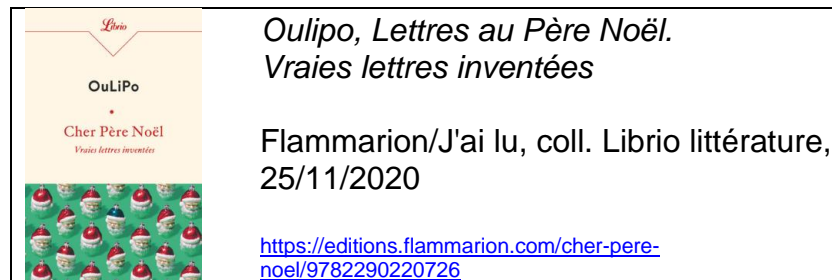 Librio
OuLiPo
Cher Père Noël
Vraies lettres inventées
Oulipo, Lettres au Père Noël.
Vraies lettres inventées
Flammarion/J'ai lu, coll. Librio littérature,
25/11/2020
https://editions.flammarion.com/cher-pere-
noel/9782290220726